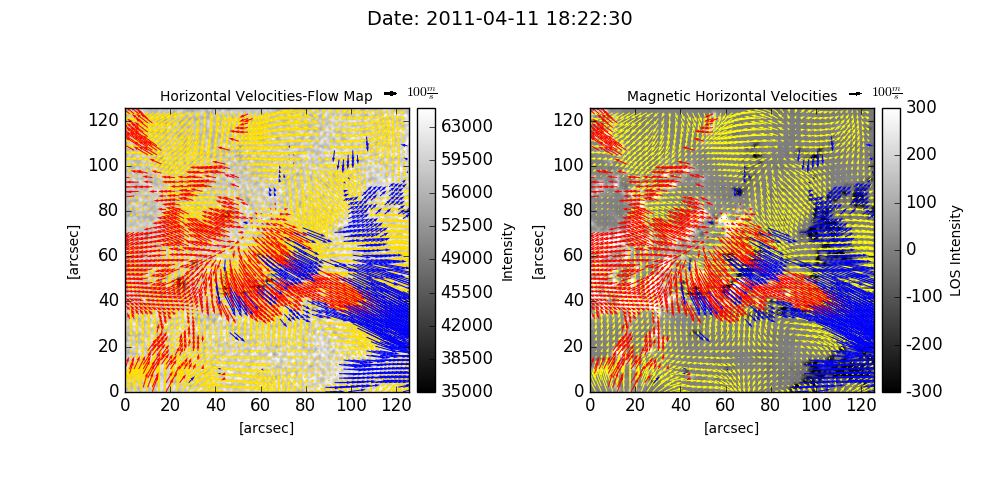 Date: 2011-04-11 18:22:30
Horizontal Velocities-Flow Map
100 m/s
Magnetic Horizontal Velocities
100 m/s
[arcsec]
120
100
80
60
40
20
0
0 20 40 60 80 100 120
[arcsec]
63000
59500
56000
52500
49000
45500
42000
38500
35000
Intensity
[arcsec]
120
100
80
60
40
20
0
0 20 40 60 80 100 120
[arcsec]
300
200
100
0
-100
-200
-300
LOS Intensity